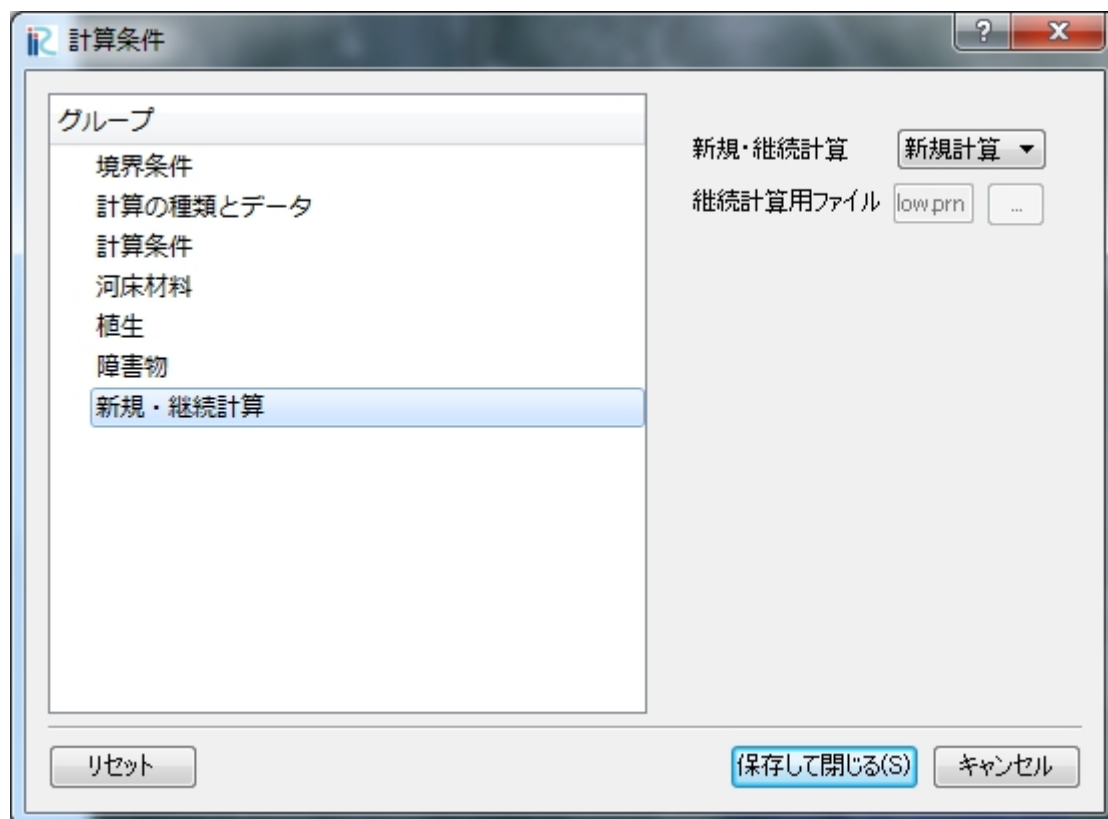 計算条件
グループ
境界条件
計算の種類とデータ
計算条件
河床材料
植生
障害物
新規・継続計算
新規・継続計算 新規計算
継続計算用ファイル low.prn ...
リセット 保存して閉じる(S) キャンセル